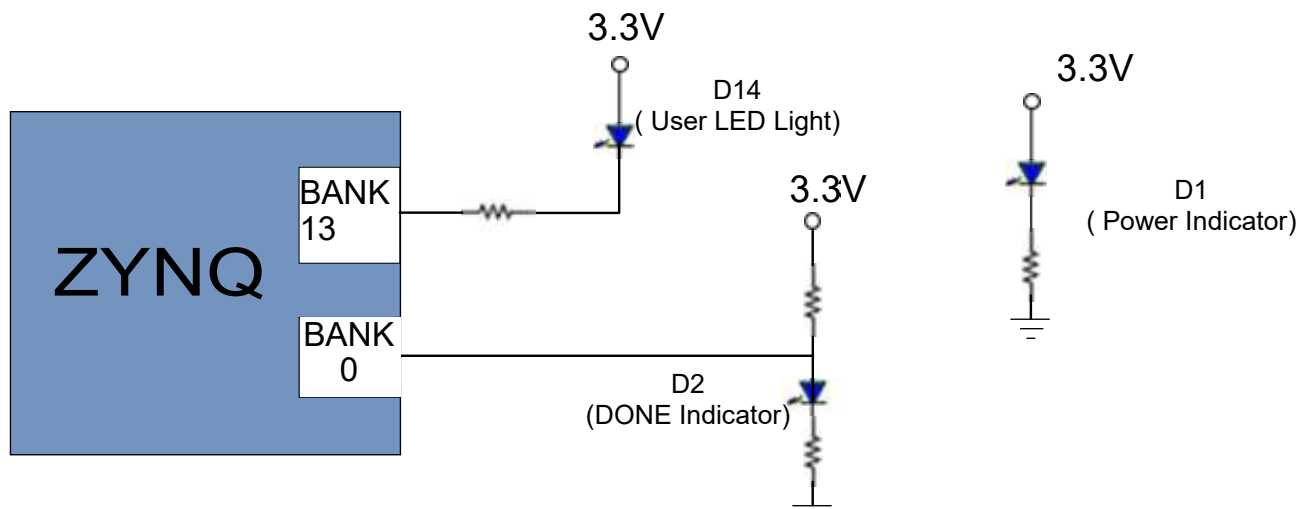 3.3V
D14
( User LED Light)
3.3V
BANK
13
3.3V
D1
( Power Indicator)
ZYNQ
BANK
0
D2
(DONE Indicator)